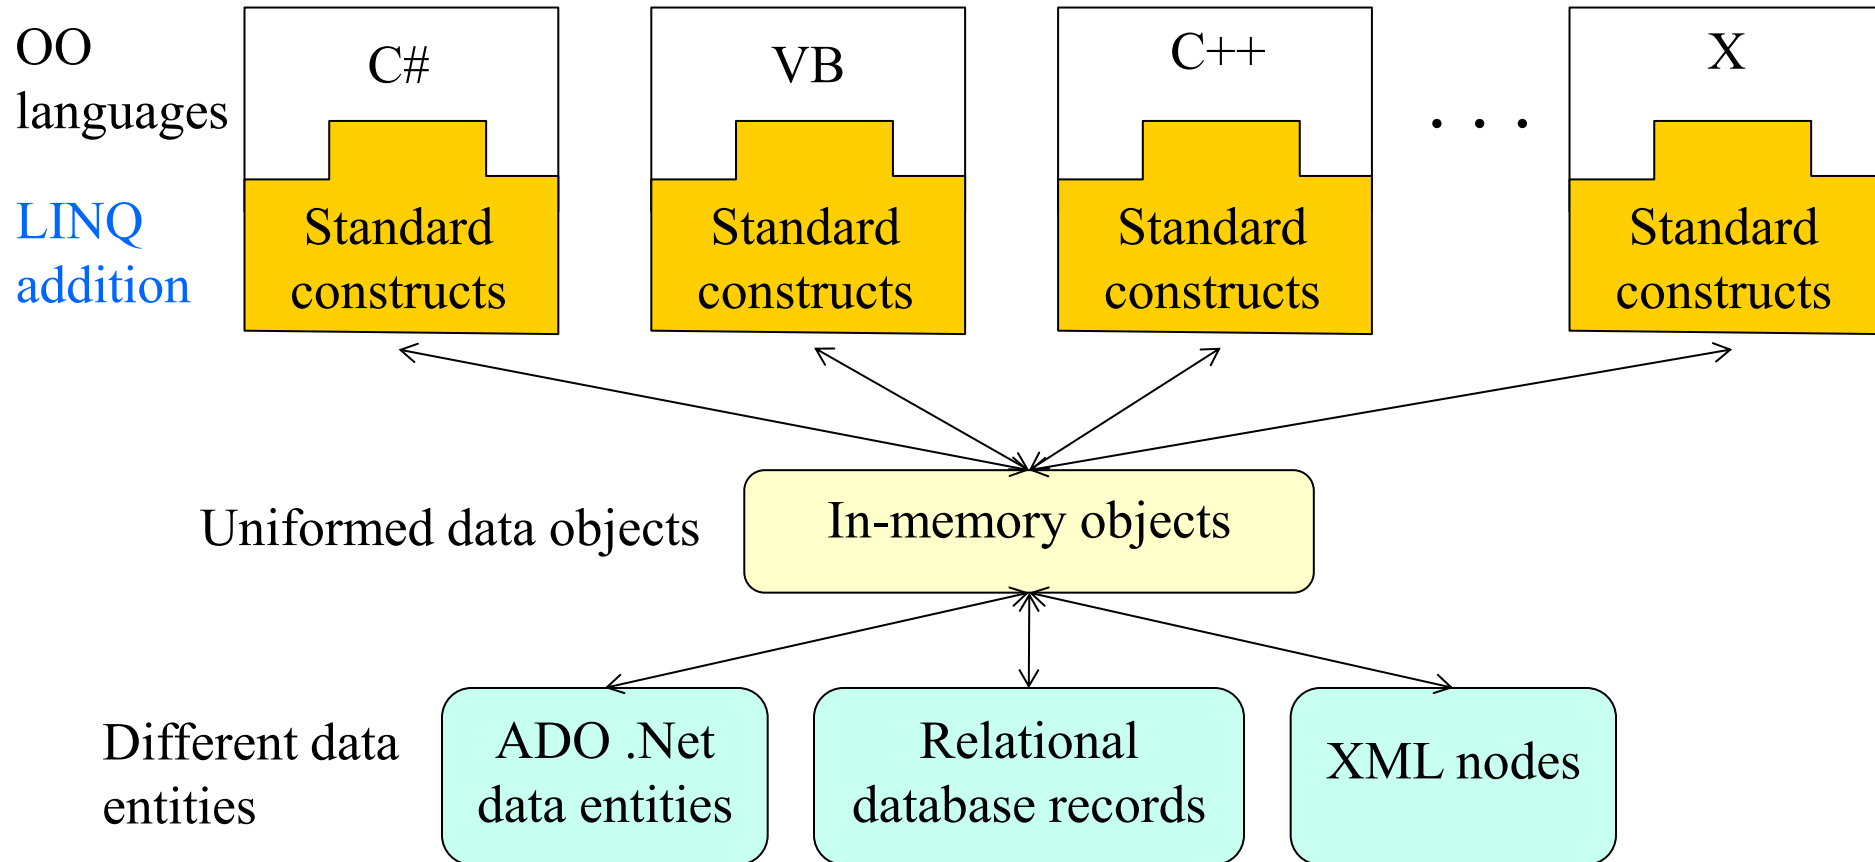 OO
languages
C#
VB
C++
. . .
X
LINQ
addition
Standard
constructs
Standard
constructs
Standard
constructs
Standard
constructs
Uniformed data objects
In-memory objects
Different data
entities
ADO .Net
data entities
Relational
database records
XML nodes